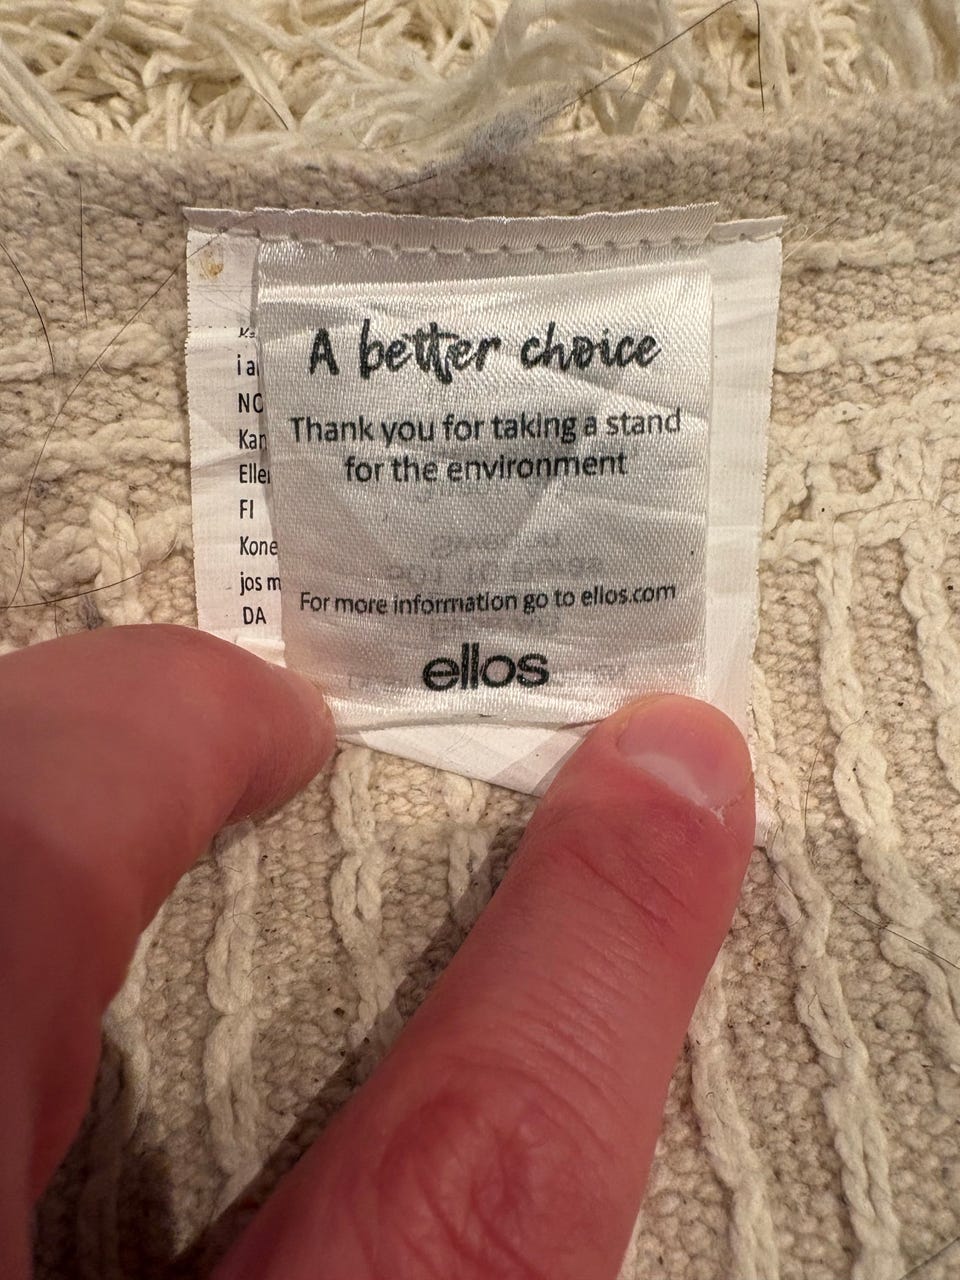 A better choice
Thank you for taking a stand
for the environment
For more information go to ellos.com
ellos
i a
NO
Kan
Eller
FI
Kone
jos m
DA